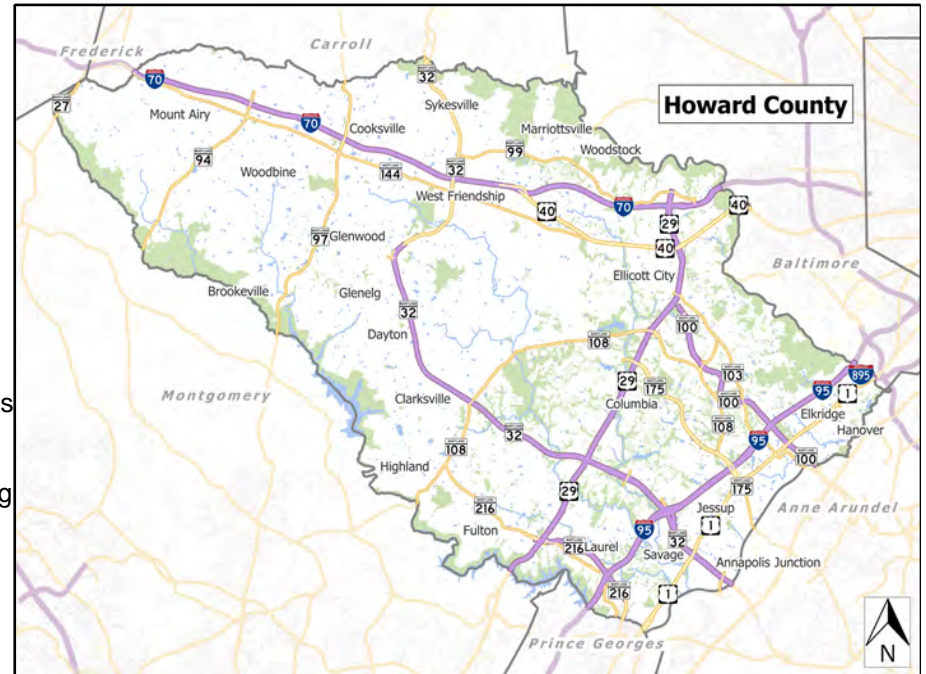 Frederick
Carroll
70
32
27
Sykesville
Howard County
Mount Airy
70
Cooksville
Marriottsville
99
Woodstock
94
32
Woodbine
144
West Friendship
70
40
40
29
97
Glenwood
40
Baltimore
Ellicott City
Brookeville
Glenelg
32
Dayton
108
100
s
Montgomery
29
175
103
895
95
1
Clarksville
Columbia
100
Elkridge
108
Hanover
32
95
108
100
Highland
g
29
175
216
Jessup
Anne Arundel
Fulton
95
1
216
Laurel
32
Savage
Annapolis Junction
216
1
Prince Georges
N